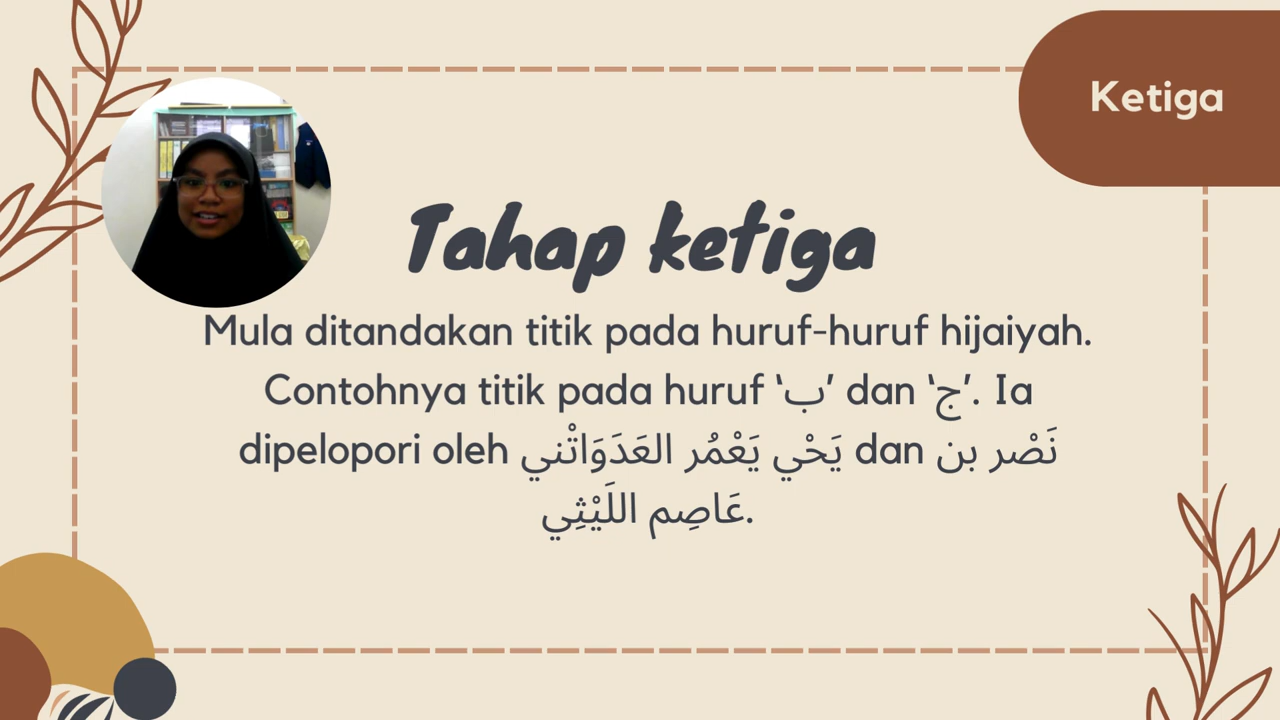 Ketiga
Tahap ketiga
Mula ditandakan titik pada huruf-huruf hijaiyah.
Contohnya titik pada huruf ‘ب’ dan ‘ج’. Ia
dipelopori oleh يَحْي يَعْمُر العَدَوَاتْني dan نَصْر بن
عَاصِم اللَيْثِي.